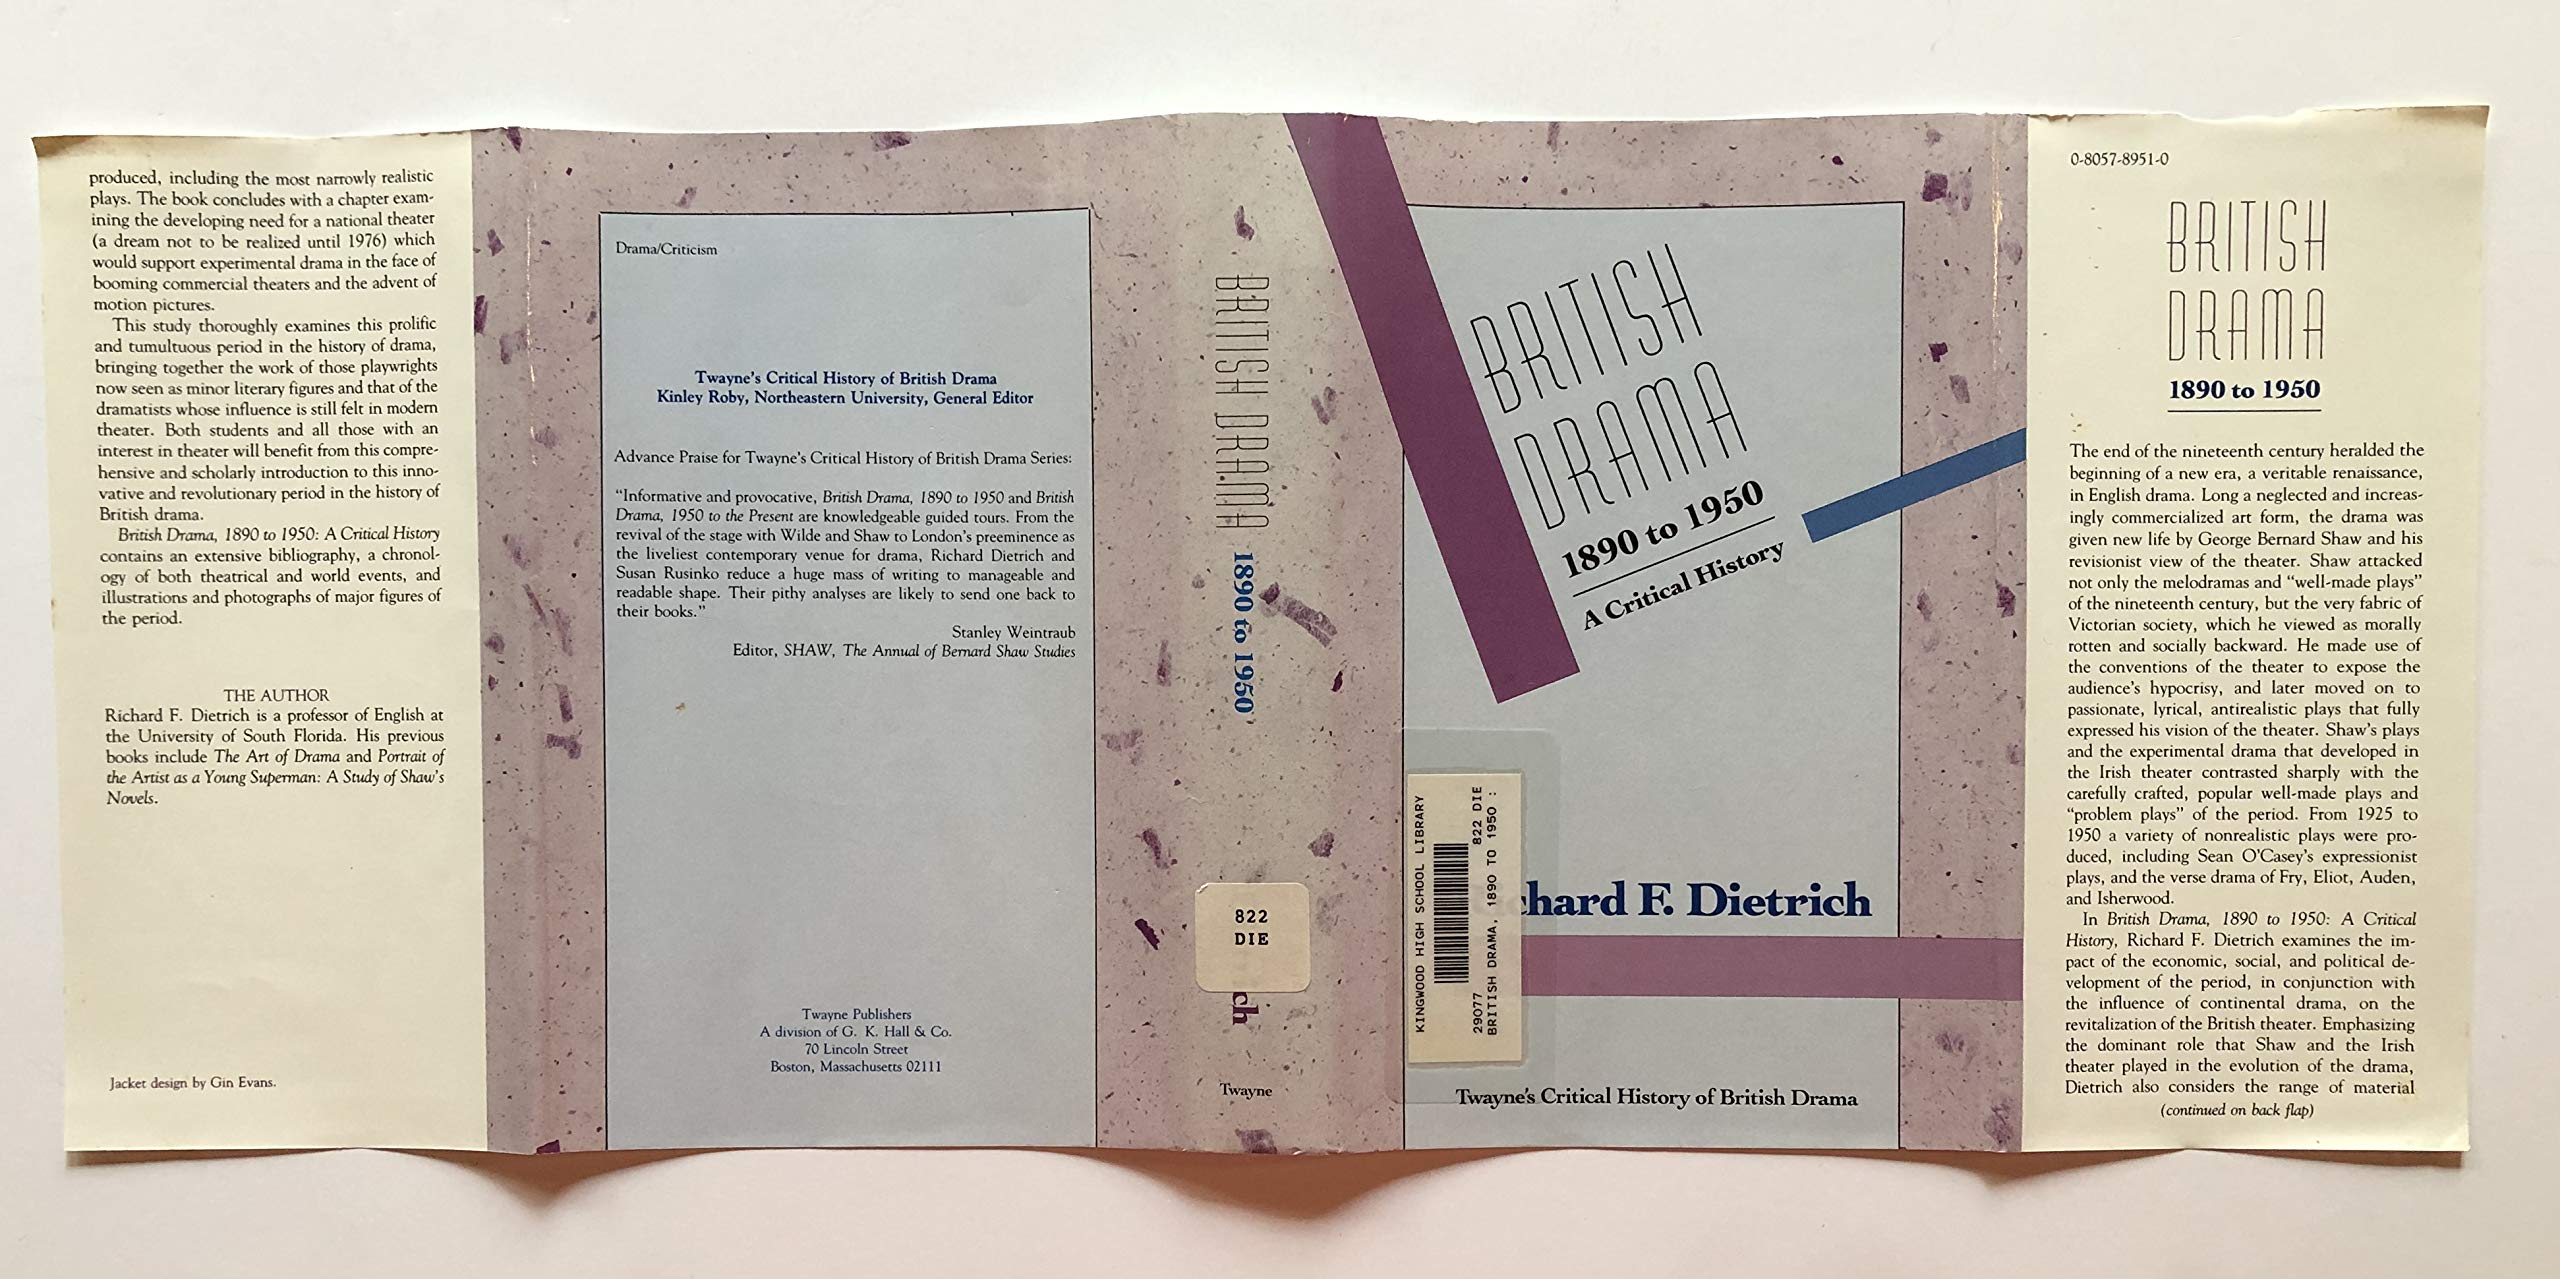 produced, including the most narrowly realistic
plays. The book concludes with a chapter exam-
ining the developing need for a national theater
(a dream not to be realized until 1976) which
would support experimental drama in the face of
booming commercial theaters and the advent of
motion pictures.
This study thoroughly examines this prolific
and tumultuous period in the history of drama,
bringing together the work of those playwrights
now seen as minor literary figures and that of the
dramatists whose influence is still felt in modern
theater. Both students and all those with an
interest in theater will benefit from this compre-
hensive and scholarly introduction to this inno-
vative and revolutionary period in the history of
British drama.
British Drama, 1890 to 1950: A Critical History
contains an extensive bibliography, a chronol-
ogy of both theatrical and world events, and
illustrations and photographs of major figures of
the period.
THE AUTHOR
Richard F. Dietrich is a professor of English at
the University of South Florida. His previous
books include The Art of Drama and Portrait of
the Artist as a Young Superman: A Study of Shaw's
Novels.
Jacket design by Gin Evans.
Drama/Criticism
Twayne's Critical History of British Drama
Kinley Roby, Northeastern University, General Editor
Advance Praise for Twayne's Critical History of British Drama Series:
“Informative and provocative, British Drama, 1890 to 1950 and British
Drama, 1950 to the Present are knowledgeable guided tours. From the
revival of the stage with Wilde and Shaw to London's preeminence as
the liveliest contemporary venue for drama, Richard Dietrich and
Susan Rusinko reduce a huge mass of writing to manageable and
readable shape. Their pithy analyses are likely to send one back to
their books.”
Stanley Weintraub
Editor, SHAW, The Annual of Bernard Shaw Studies
Twayne Publishers
A division of G. K. Hall & Co.
70 Lincoln Street
Boston, Massachusetts 02111
BRITISH DRAMA 1890 to 1950
822
DIE
ch
Twayne
BRITISH
DRAMA
1890 to 1950
A Critical History
KINGWOOD HIGH SCHOOL LIBRARY
29077 822 DIE
BRITISH DRAMA, 1890 TO 1950 :
chard F. Dietrich
Twayne's Critical History of British Drama
0-8057-8951-0
BRITISH
DRAMA
1890 to 1950
The end of the nineteenth century heralded the
beginning of a new era, a veritable renaissance,
in English drama. Long a neglected and increas-
ingly commercialized art form, the drama was
given new life by George Bernard Shaw and his
revisionist view of the theater. Shaw attacked
not only the melodramas and “well-made plays”
of the nineteenth century, but the very fabric of
Victorian society, which he viewed as morally
rotten and socially backward. He made use of
the conventions of the theater to expose the
audience's hypocrisy, and later moved on to
passionate, lyrical, antirealistic plays that fully
expressed his vision of the theater. Shaw's plays
and the experimental drama that developed in
the Irish theater contrasted sharply with the
carefully crafted, popular well-made plays and
“problem plays” of the period. From 1925 to
1950 a variety of nonrealistic plays were pro-
duced, including Sean O'Casey's expressionist
plays, and the verse drama of Fry, Eliot, Auden,
and Isherwood.
In British Drama, 1890 to 1950: A Critical
History, Richard F. Dietrich examines the im-
pact of the economic, social, and political de-
velopment of the period, in conjunction with
the influence of continental drama, on the
revitalization of the British theater. Emphasizing
the dominant role that Shaw and the Irish
theater played in the evolution of the drama,
Dietrich also considers the range of material
(continued on back flap)